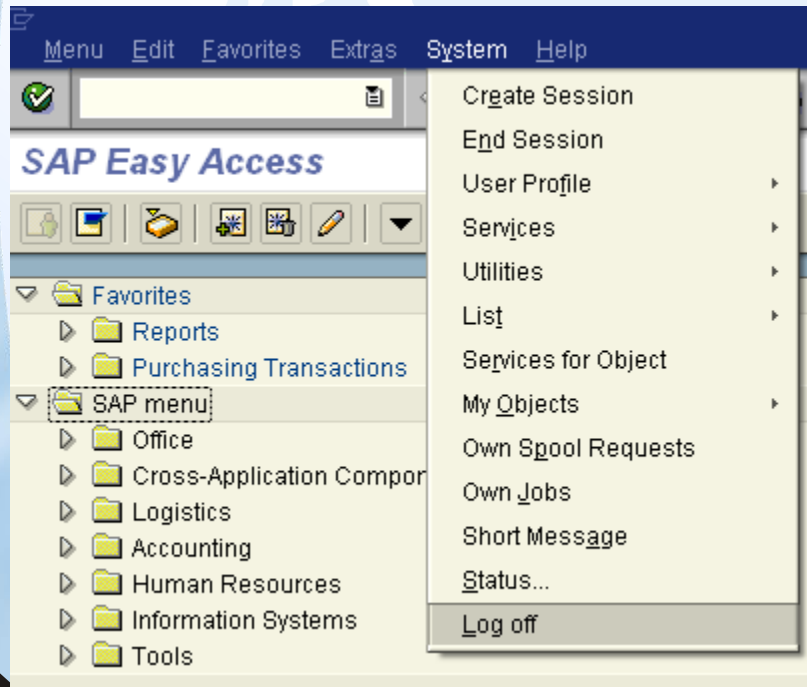 Menu Edit Favorites Extras System Help
SAP Easy Access
Create Session
End Session
User Profile
Services
Utilities
List
Services for Object
My Objects
Own Spool Requests
Own Jobs
Short Message
Status...
Log off
Favorites
Reports
Purchasing Transactions
SAP menu
Office
Cross-Application Compor
Logistics
Accounting
Human Resources
Information Systems
Tools